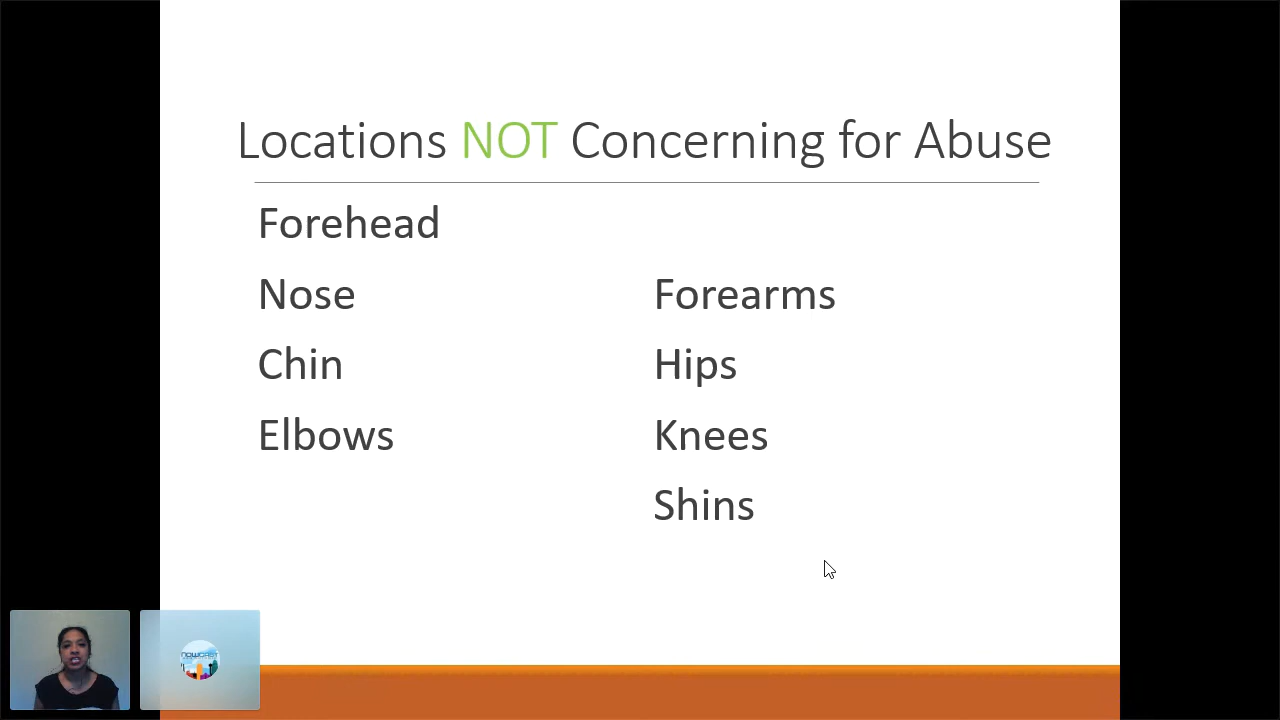 Locations NOT Concerning for Abuse
Forehead
Nose
Chin
Elbows
Forearms
Hips
Knees
Shins